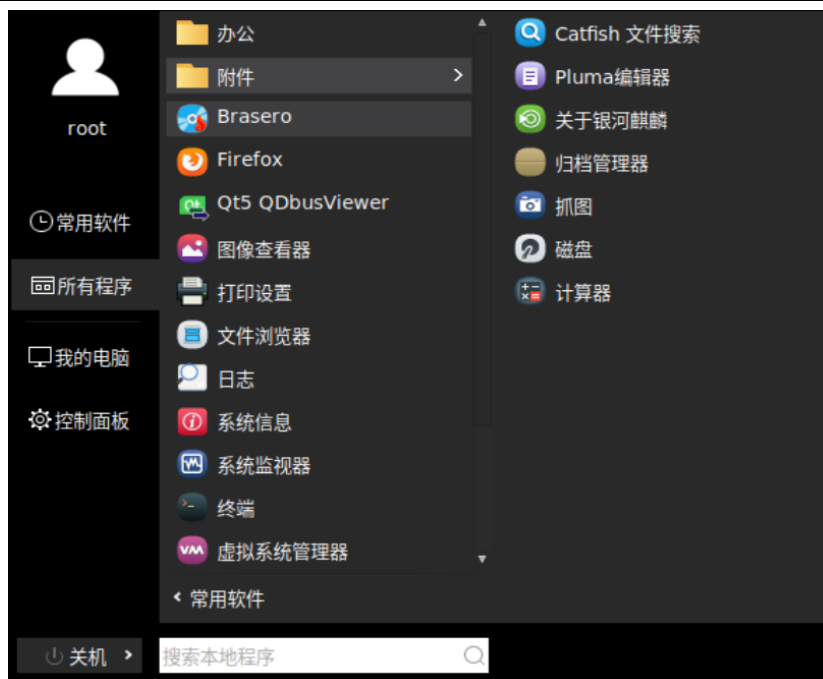 root
常用软件
所有程序
我的电脑
控制面板
关机
办公
附件
Brasero
Firefox
Qt5 QDbusViewer
图像查看器
打印设置
文件浏览器
日志
系统信息
系统监视器
终端
虚拟系统管理器
常用软件
搜索本地程序
Catfish 文件搜索
Pluma编辑器
关于银河麒麟
归档管理器
抓图
磁盘
计算器